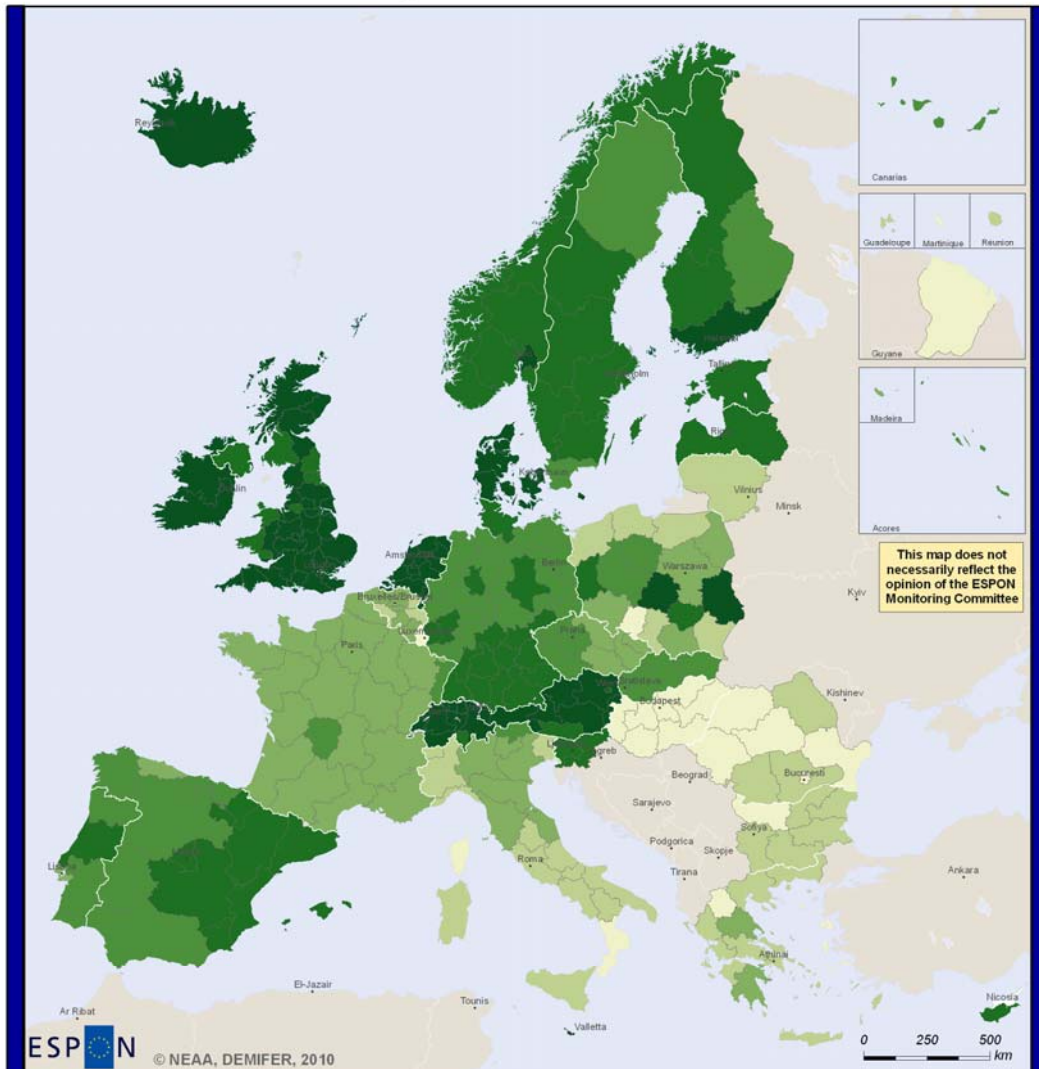 Reykjavik
Canarias
Guadeloupe
Martinique
Reunion
Guyane
Madeira
Acores
This map does not
necessarily reflect the
opinion of the ESPON
Monitoring Committee
Tallinn
Riga
Vilnius
Minsk
Amsterdam
Berlin
Warszawa
Kyiv
Bruxelles/Brussel
Paris
Praha
Bratislava
Budapest
Kishinev
Zagreb
Beograd
Bucuresti
Sarajevo
Sofiya
Podgorica
Skopje
Roma
Tirana
Ankara
Athinai
El-Jazair
Tounis
Ar Ribat
Valletta
Nicosia
ESPON
© NEAA, DEMIFER, 2010
0 250 500
km